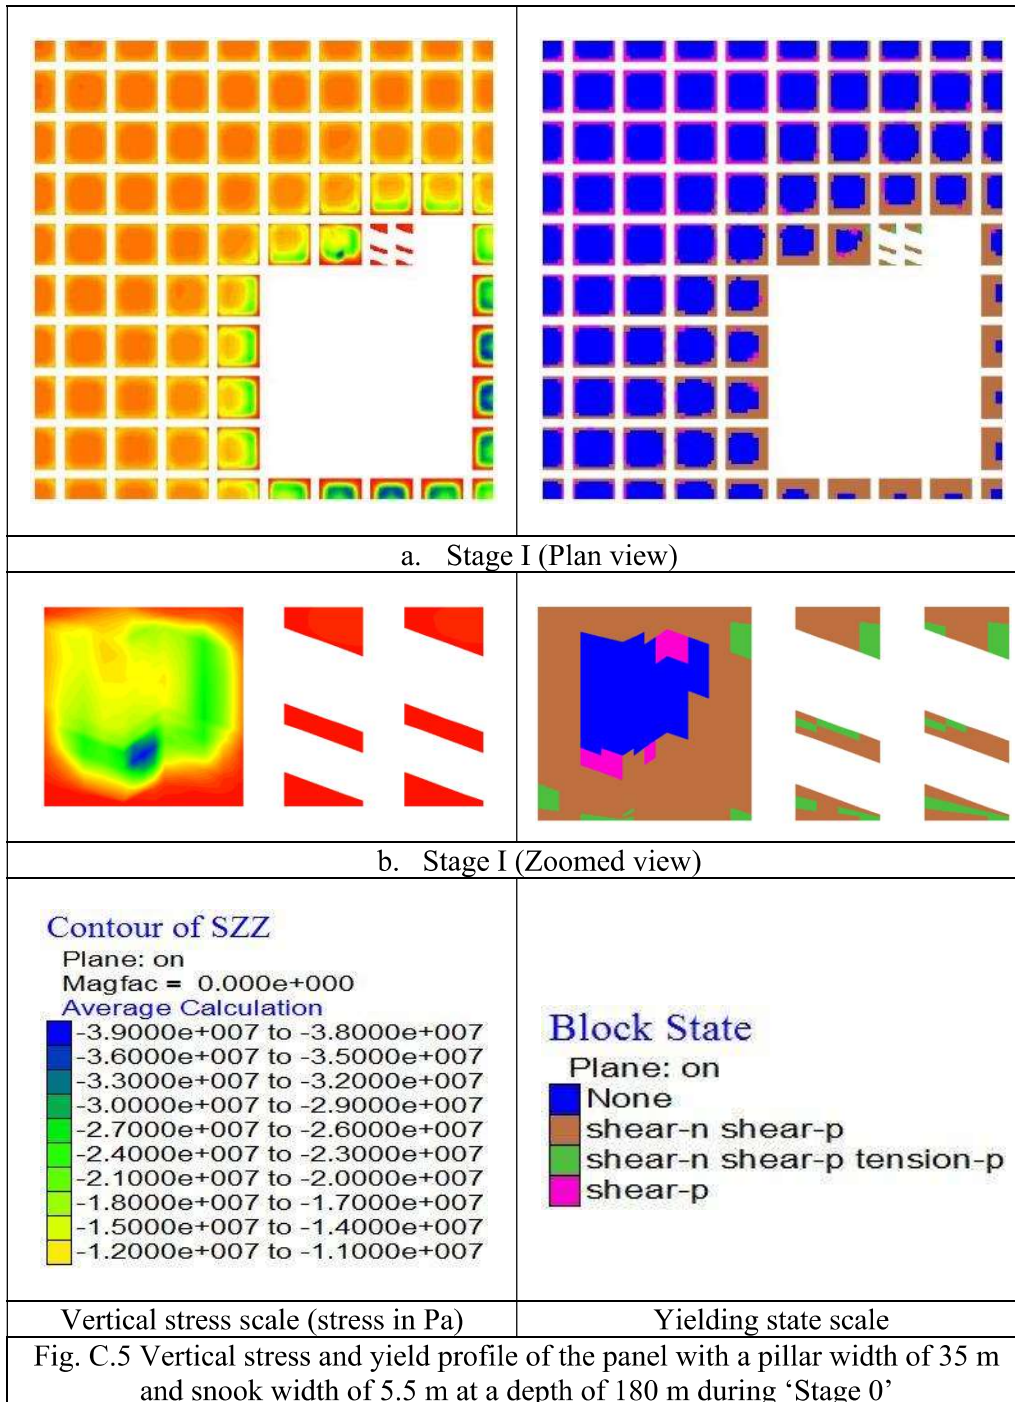 a. Stage I (Plan view)
b. Stage I (Zoomed view)
Contour of SZZ
Plane: on
Magfac = 0.000e+000
Average Calculation
-3.9000e+007 to -3.8000e+007
-3.6000e+007 to -3.5000e+007
-3.3000e+007 to -3.2000e+007
-3.0000e+007 to -2.9000e+007
-2.7000e+007 to -2.6000e+007
-2.4000e+007 to -2.3000e+007
-2.1000e+007 to -2.0000e+007
-1.8000e+007 to -1.7000e+007
-1.5000e+007 to -1.4000e+007
-1.2000e+007 to -1.1000e+007
Block State
Plane: on
None
shear-n shear-p
shear-n shear-p tension-p
shear-p
Vertical stress scale (stress in Pa)
Yielding state scale
Fig. C.5 Vertical stress and yield profile of the panel with a pillar width of 35 m
and snook width of 5.5 m at a depth of 180 m during ‘Stage 0’